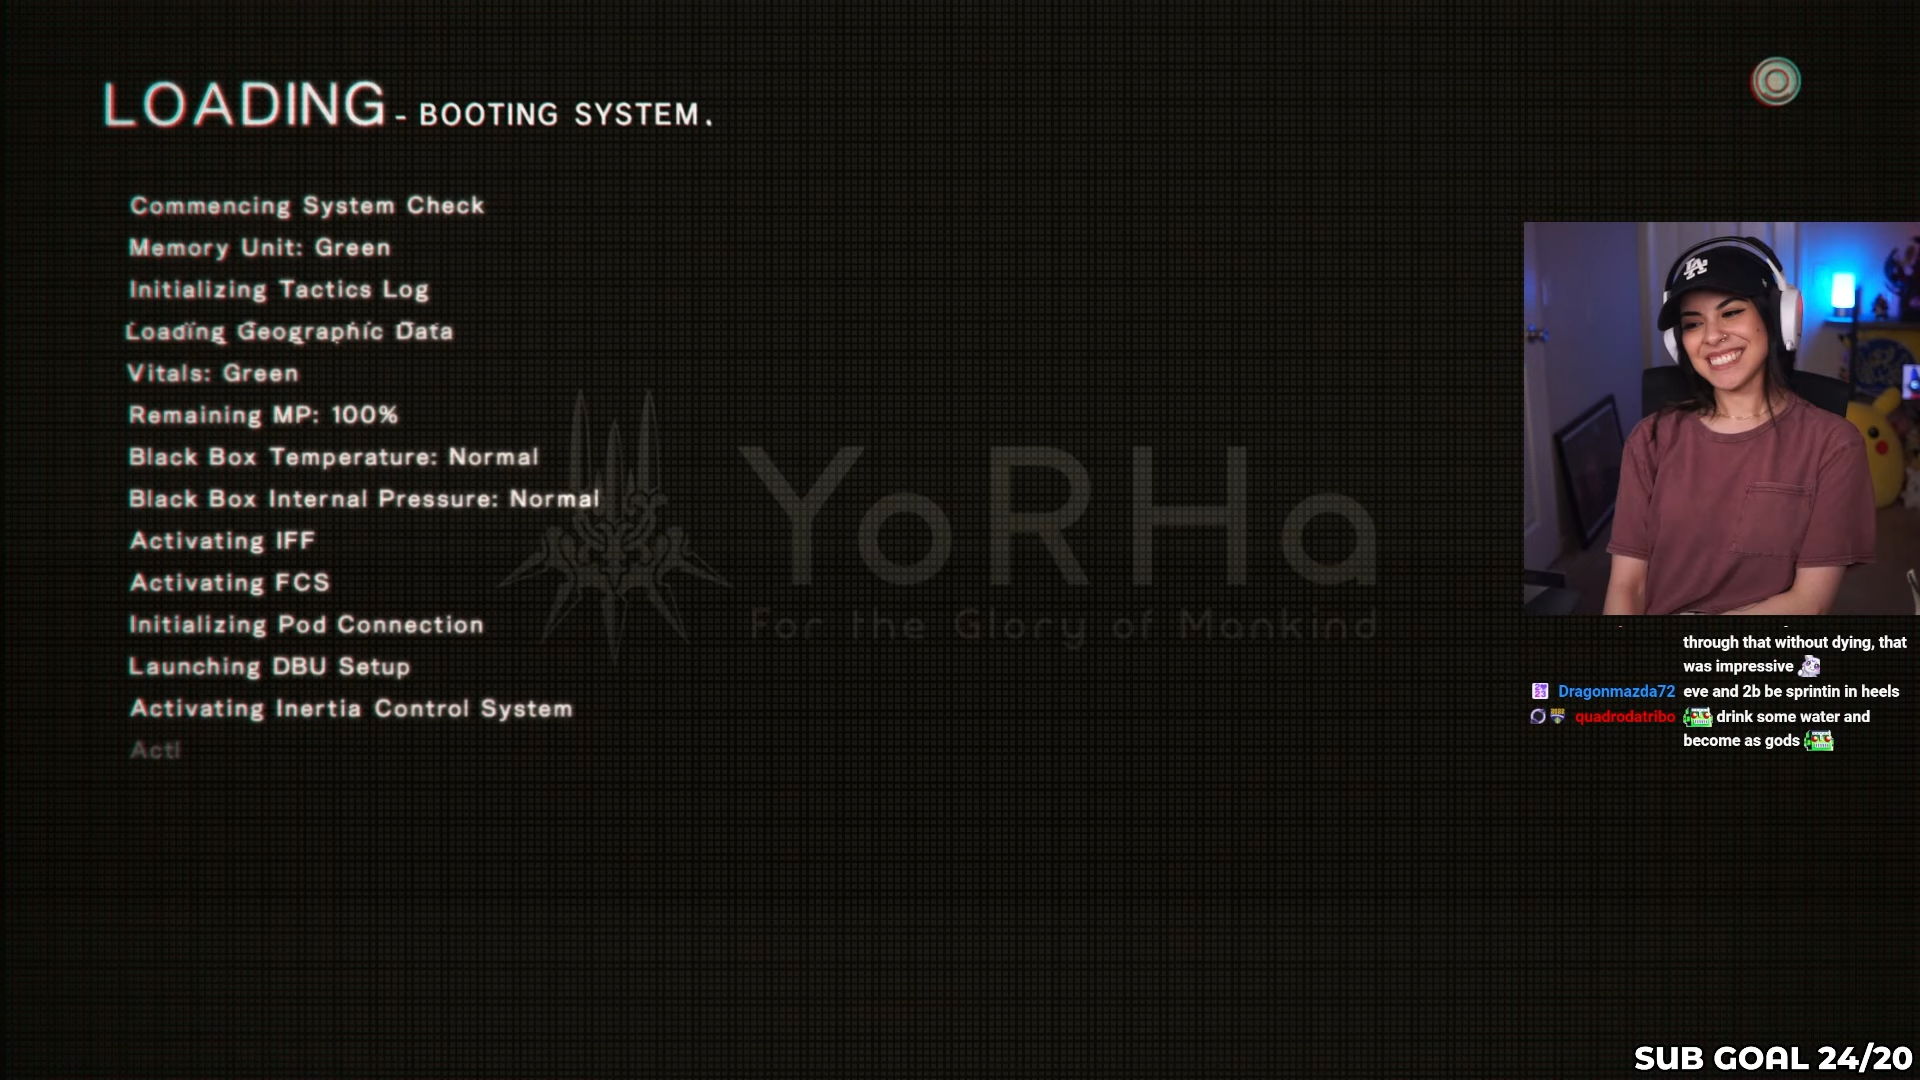 LOADING - BOOTING SYSTEM.
Commencing System Check
Memory Unit: Green
Initializing Tactics Log
Loading Geographic Data
Vitals: Green
Remaining MP: 100%
Black Box Temperature: Normal
Black Box Internal Pressure: Normal
Activating IFF
Activating FCS
Initializing Pod Connection
Launching DBU Setup
Activating Inertia Control System
Acti
YoRHa
For the Glory of Mankind
LA
through that without dying, that
was impressive
Dragonmazda72 eve and 2b be sprintin in heels
quadrodatribo drink some water and
become as gods
SUB GOAL 24/20